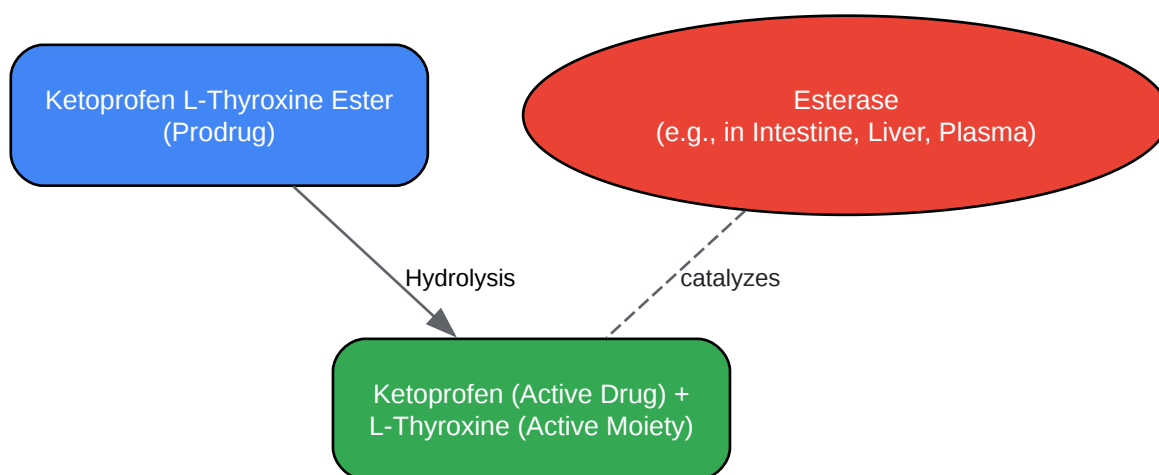 Ketoprofen L-Thyroxine Ester
(Prodrug)
Esterase
(e.g., in Intestine, Liver, Plasma)
Hydrolysis
catalyzes
Ketoprofen (Active Drug) +
L-Thyroxine (Active Moiety)